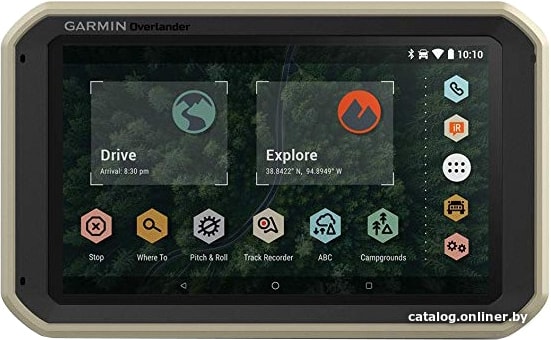 GARMIN Overlander
10:10
Drive
Arrival: 8:30 pm
Explore
38.8422° N, 94.8949° W
iR
Stop
Where To
Pitch & Roll
Track Recorder
ABC
Campgrounds
catalog.onliner.by